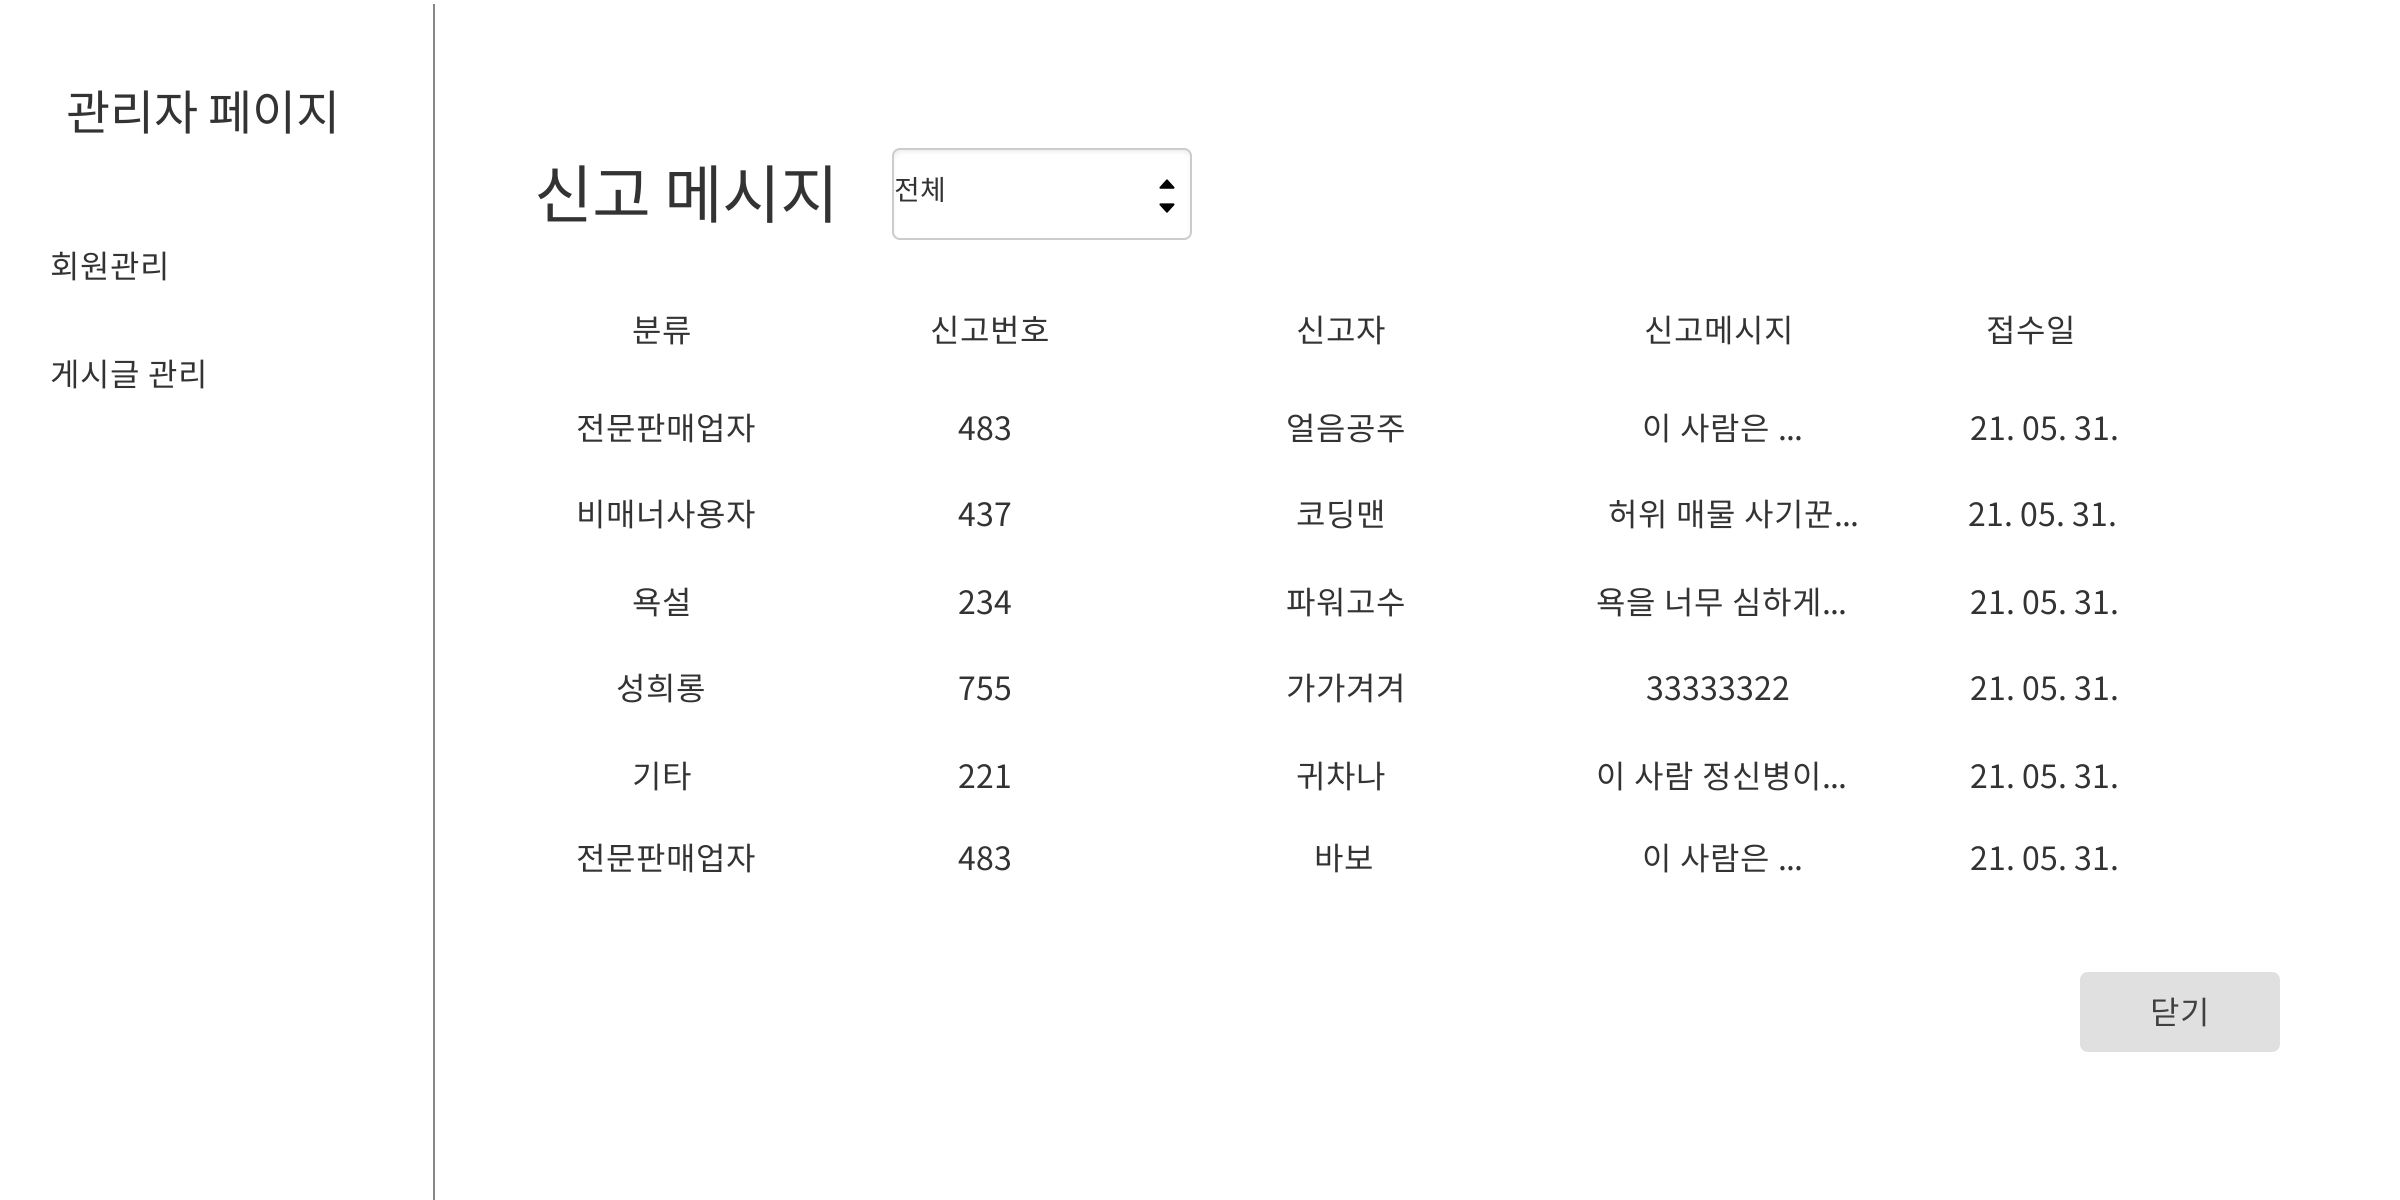 관리자 페이지
회원관리
게시글 관리
신고 메시지 전체
분류 신고번호 신고자 신고메시지 접수일
전문판매업자 483 얼음공주 이 사람은 ... 21. 05. 31.
비매너사용자 437 코딩맨 허위 매물 사기꾼... 21. 05. 31.
욕설 234 파워고수 욕을 너무 심하게... 21. 05. 31.
성희롱 755 가가겨겨 33333322 21. 05. 31.
기타 221 귀차나 이 사람 정신병이... 21. 05. 31.
전문판매업자 483 바보 이 사람은 ... 21. 05. 31.
닫기